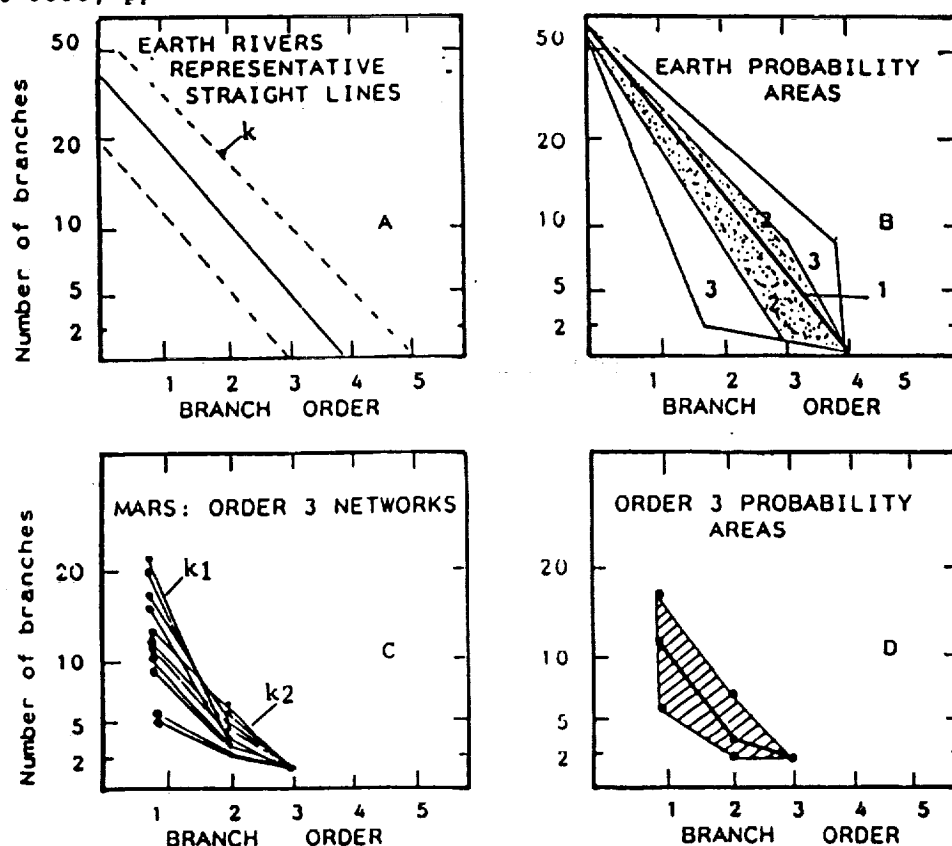 EARTH RIVERS
REPRESENTATIVE
STRAIGHT LINES
k
A
50
20
10
5
2
Number of branches
1 2 3 4 5
BRANCH ORDER
EARTH PROBABILITY
AREAS
B
50
20
10
5
2
2
3
3
2
1
1 2 3 4 5
BRANCH ORDER
MARS: ORDER 3 NETWORKS
k1
k2
C
20
10
5
2
Number of branches
1 2 3 4 5
BRANCH ORDER
ORDER 3 PROBABILITY
AREAS
D
20
10
5
2
1 2 3 4 5
BRANCH ORDER